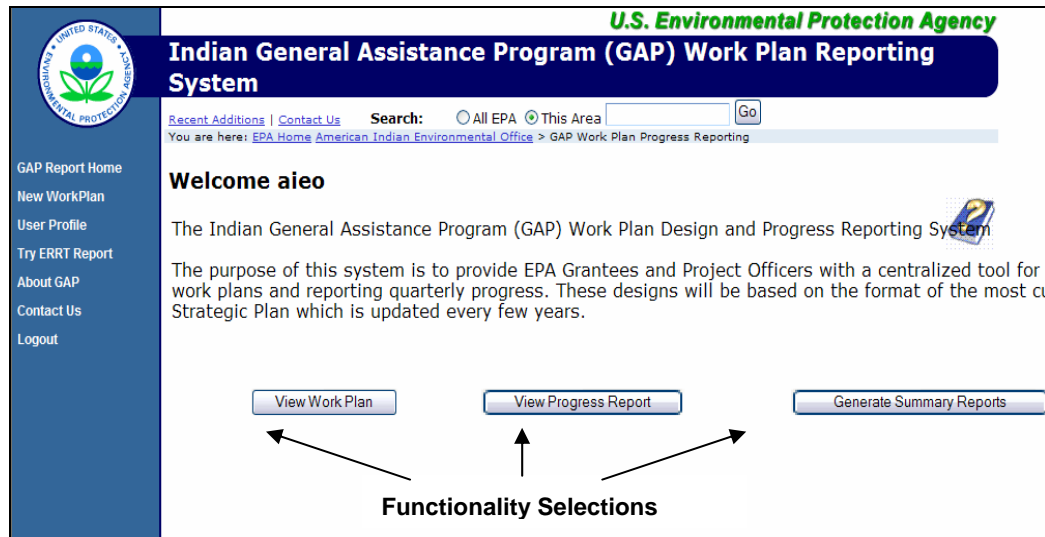 U.S. Environmental Protection Agency
UNITED STATES
ENVIRONMENTAL PROTECTION AGENCY
Indian General Assistance Program (GAP) Work Plan Reporting
System
Recent Additions | Contact Us Search: All EPA This Area Go
You are here: EPA Home American Indian Environmental Office > GAP Work Plan Progress Reporting
GAP Report Home
New WorkPlan
User Profile
Try ERRT Report
About GAP
Contact Us
Logout
Welcome aieo
The Indian General Assistance Program (GAP) Work Plan Design and Progress Reporting System
?
The purpose of this system is to provide EPA Grantees and Project Officers with a centralized tool for
work plans and reporting quarterly progress. These designs will be based on the format of the most cu
Strategic Plan which is updated every few years.
View Work Plan View Progress Report Generate Summary Reports
Functionality Selections